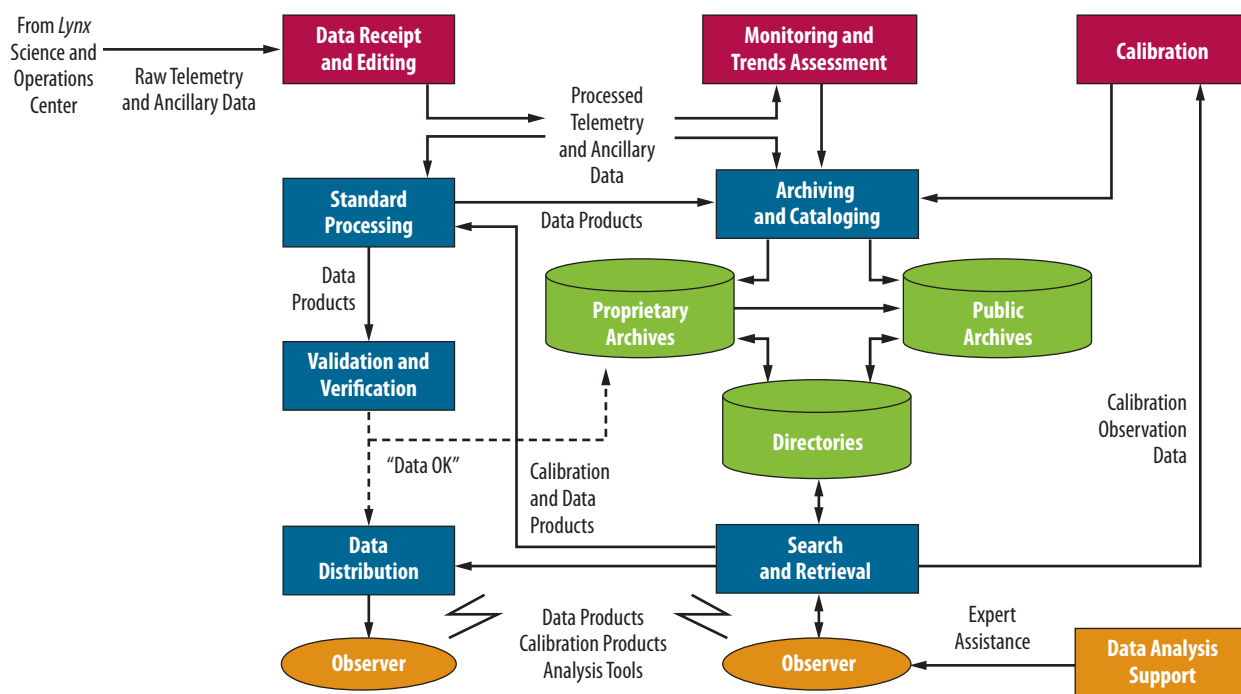 From Lynx
Science and
Operations
Center
Raw Telemetry
and Ancillary Data
Data Receipt
and Editing
Monitoring and
Trends Assessment
Calibration
Processed
Telemetry
and Ancillary
Data
Standard
Processing
Data Products
Archiving
and Cataloging
Data
Products
Proprietary
Archives
Public
Archives
Validation and
Verification
Directories
Calibration
Observation
Data
“Data OK”
Calibration
and Data
Products
Data
Distribution
Search
and Retrieval
Data Products
Calibration Products
Analysis Tools
Expert
Assistance
Observer
Observer
Data Analysis
Support